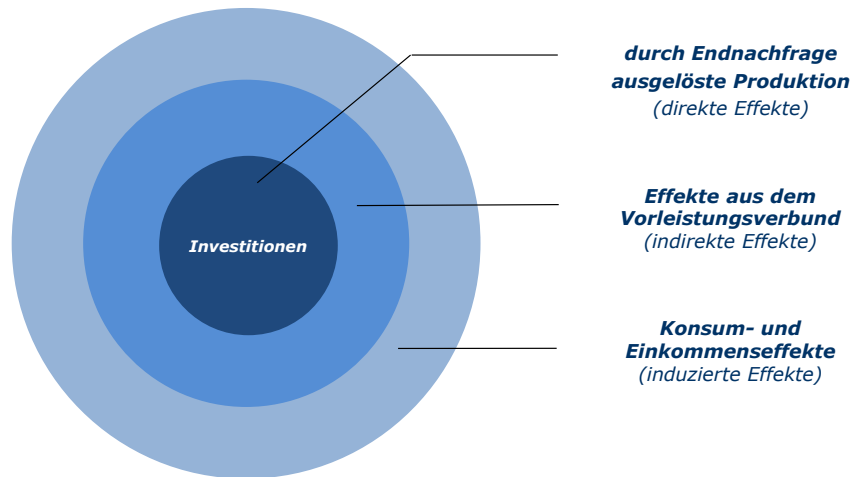 durch Endnachfrage
ausgelöste Produktion
(direkte Effekte)
Effekte aus dem
Vorleistungsverbund
(indirekte Effekte)
Investitionen
Konsum- und
Einkommenseffekte
(induzierte Effekte)